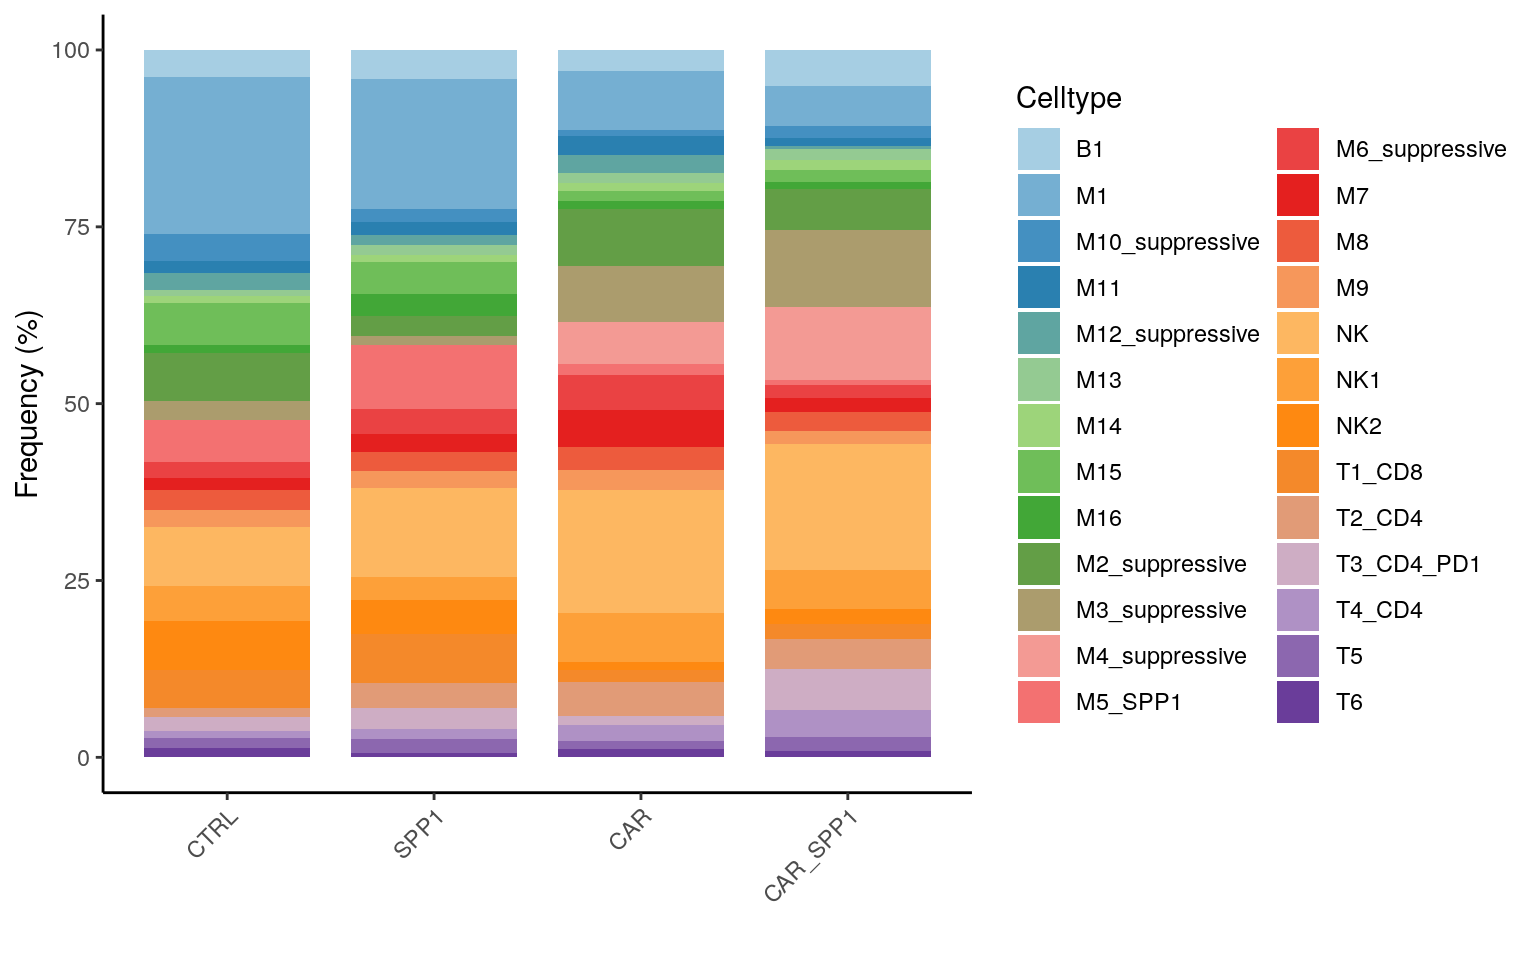 Frequency (%)
100
75
50
25
0
CTRL
SPP1
CAR
CAR_SPP1
Celltype
B1
M1
M10_suppressive
M11
M12_suppressive
M13
M14
M15
M16
M2_suppressive
M3_suppressive
M4_suppressive
M5_SPP1
M6_suppressive
M7
M8
M9
NK
NK1
NK2
T1_CD8
T2_CD4
T3_CD4_PD1
T4_CD4
T5
T6